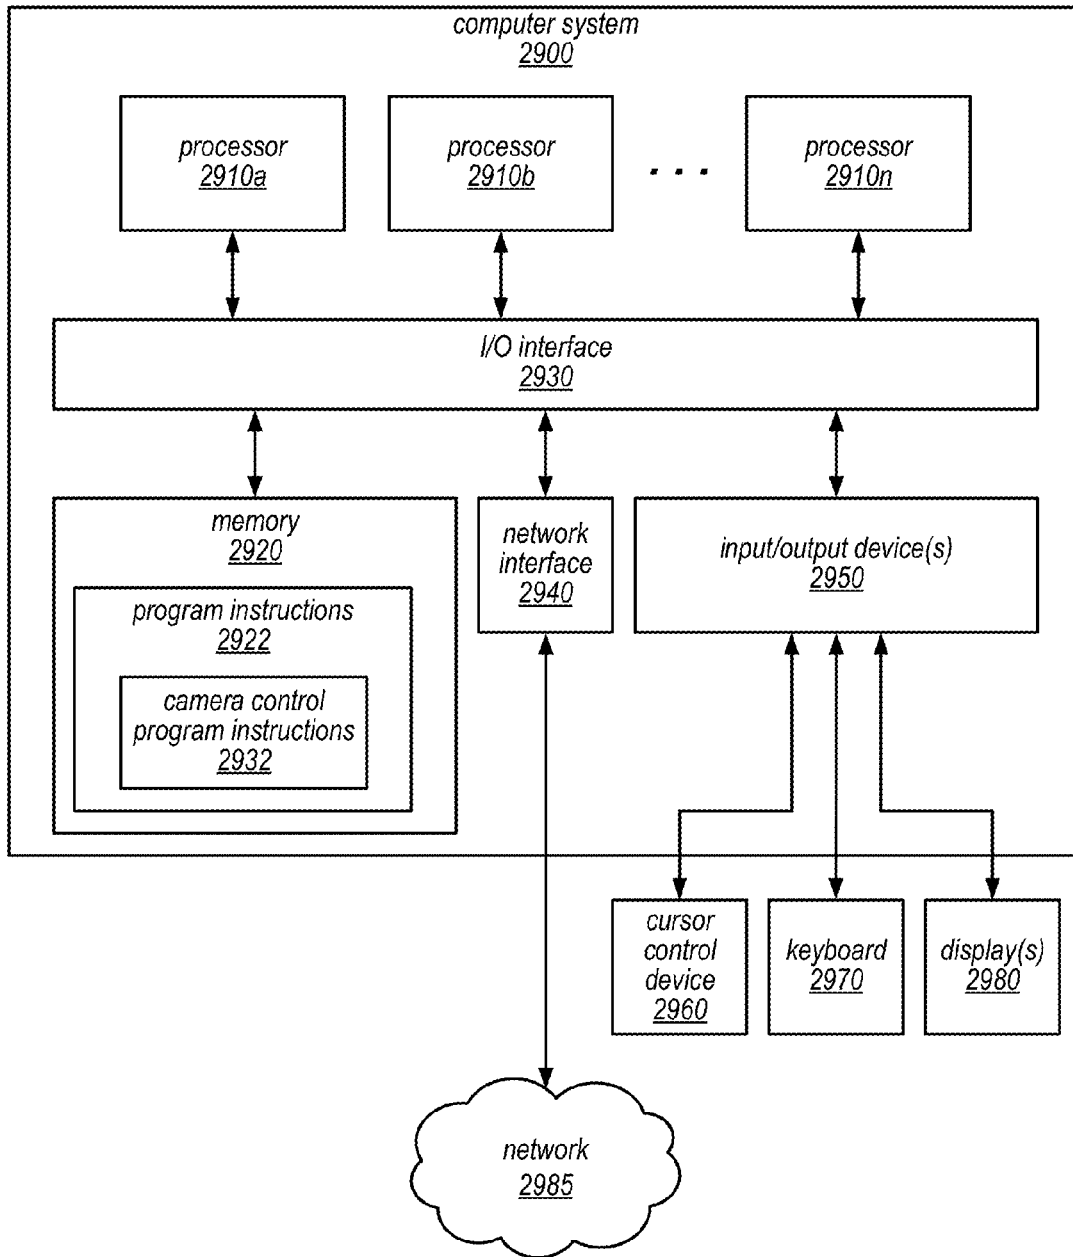 computer system
2900
processor
2910a
processor
2910b
. . .
processor
2910n
I/O interface
2930
memory
2920
program instructions
2922
camera control
program instructions
2932
network
interface
2940
input/output device(s)
2950
cursor
control
device
2960
keyboard
2970
display(s)
2980
network
2985